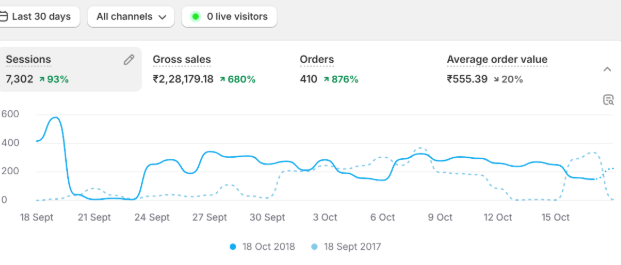 Last 30 days
All channels
0 live visitors
Sessions
7,302 ↗ 93%
Gross sales
₹2,28,179.18 ↗ 680%
Orders
410 ↗ 876%
Average order value
₹555.39 ↘ 20%
600
400
200
0
18 Sept 21 Sept 24 Sept 27 Sept 30 Sept 3 Oct 6 Oct 9 Oct 12 Oct 15 Oct
18 Oct 2018 18 Sept 2017